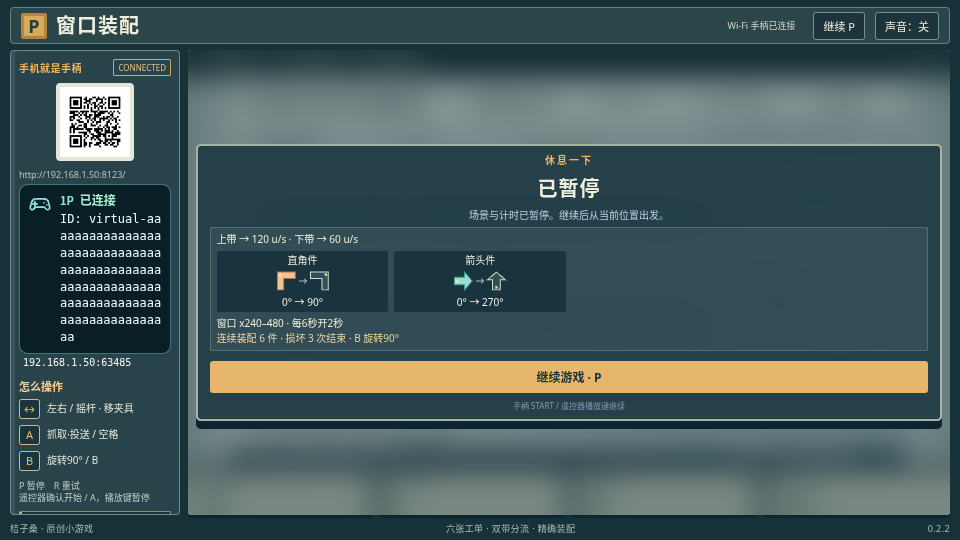 P 窗口装配
Wi-Fi 手柄已连接
继续 P
声音：关
手机就是手柄
CONNECTED
http://192.168.1.50:8123/
1P 已连接
ID: virtual-aa
aaaaaaaaaaaaaa
aaaaaaaaaaaaaa
aaaaaaaaaaaaaa
aaaaaaaaaaaaaa
aaaaaaaaaaaaaa
aaaaaaaaaaaaaa
aa
192.168.1.50:63485
怎么操作
↔ 左右 / 摇杆 · 移夹具
A 抓取·投送 / 空格
B 旋转90° / B
P 暂停 R 重试
遥控器确认开始 / A，播放键暂停
休息一下
已暂停
场景与计时已暂停。继续后从当前位置出发。
上带 → 120 u/s · 下带 → 60 u/s
直角件
→
0° → 90°
箭头件
→
0° → 270°
窗口 x240–480 · 每6秒开2秒
连续装配 6 件 · 损坏 3 次结束 · B 旋转90°
继续游戏 · P
手柄 START / 遥控器播放键继续
桔子桑 · 原创小游戏
六张工单 · 双带分流 · 精确装配
0.2.2